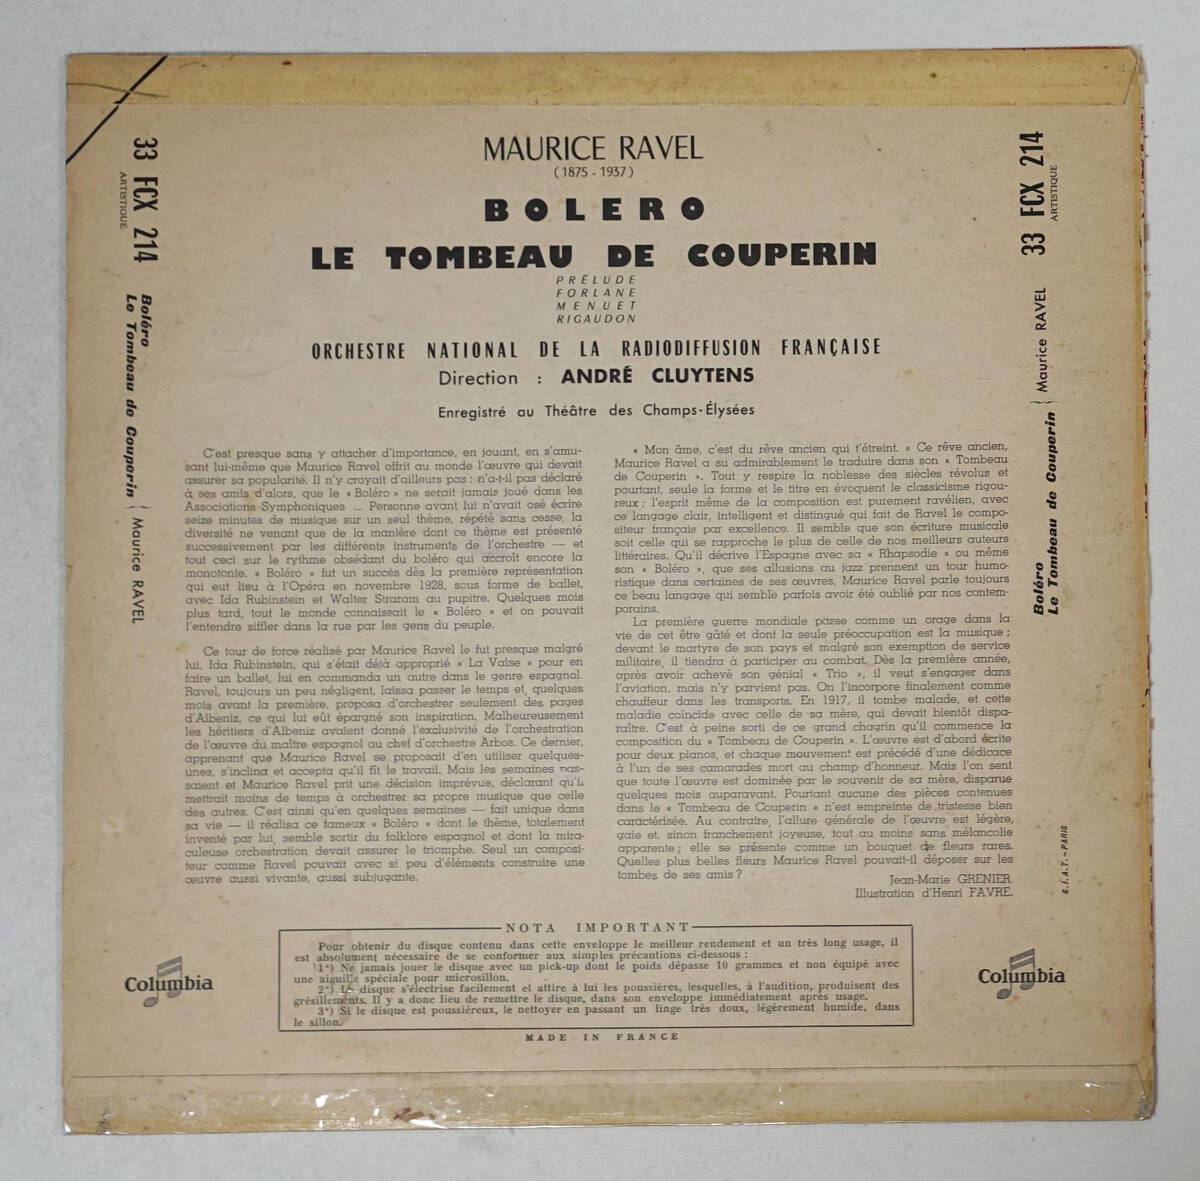 MAURICE RAVEL
(1875 - 1937)
BOLERO
LE TOMBEAU DE COUPERIN
PRÉLUDE
FORLANE
MENUET
RIGAUDON
ORCHESTRE NATIONAL DE LA RADIODIFFUSION FRANÇAISE
Direction : ANDRÉ CLUYTENS
Enregistré au Théâtre des Champs-Élysées
33 FCX 214
ARTISTIQUE
Boléro
Le Tombeau de Couperin } Maurice RAVEL
C'est presque sans y attacher d'importance, en jouant, en s'amu-
sant lui-même que Maurice Ravel offrit au monde l'œuvre qui devait
assurer sa popularité. Il n'y croyait d'ailleurs pas : n'a-t-il pas déclaré
à ses amis d'alors, que le « Boléro » ne serait jamais joué dans les
Associations Symphoniques ... Personne avant lui n'avait osé écrire
seize minutes de musique sur un seul thème, répété sans cesse, la
diversité ne venant que de la manière dont ce thème est présenté
successivement par les différents instruments de l'orchestre — et
tout ceci sur le rythme obsédant du boléro qui accroît encore la
monotonie. « Boléro » fut un succès dès la première représentation
qui eut lieu à l'Opéra en novembre 1928, sous forme de ballet,
avec Ida Rubinstein et Walter Straram au pupitre. Quelques mois
plus tard, tout le monde connaissait le « Boléro » et on pouvait
l'entendre siffler dans la rue par les gens du peuple.
Ce tour de force réalisé par Maurice Ravel le fut presque malgré
lui. Ida Rubinstein, qui s'était déjà approprié « La Valse » pour en
faire un ballet, lui en commanda un autre dans le genre espagnol.
Ravel, toujours un peu négligent, laissa passer le temps et, quelques
mois avant la première, proposa d'orchestrer seulement des pages
d'Albeniz, ce qui lui eût épargné son inspiration. Malheureusement
les héritiers d'Albeniz avaient donné l'exclusivité de l'orchestration
de l'œuvre du maître espagnol au chef d'orchestre Arbos. Ce dernier,
apprenant que Maurice Ravel se proposait d'en utiliser quelques-
unes, s'inclina et accepta qu'il fît le travail. Mais les semaines pas-
saient et Maurice Ravel prit une décision imprévue, déclarant qu'il
mettrait moins de temps à orchestrer sa propre musique que celle
des autres. C'est ainsi qu'en quelques semaines — fait unique dans
sa vie — il réalisa ce fameux « Boléro » dont le thème, totalement
inventé par lui, semble sortir du folklore espagnol et dont la mira-
culeuse orchestration devait assurer le triomphe. Seul un composi-
teur comme Ravel pouvait avec si peu d'éléments construire une
œuvre aussi vivante, aussi subjugante.
« Mon âme, c'est du rêve ancien qui t'étreint. » Ce rêve ancien,
Maurice Ravel a su admirablement le traduire dans son « Tombeau
de Couperin ». Tout y respire la noblesse des siècles révolus et
pourtant, seule la forme et le titre en évoquent le classicisme rigou-
reux ; l'esprit même de la composition est purement ravélien, avec
ce langage clair, intelligent et distingué qui fait de Ravel le compo-
siteur français par excellence. Il semble que son écriture musicale
soit celle qui se rapproche le plus de celle de nos meilleurs auteurs
littéraires. Qu'il décrive l'Espagne avec sa « Rhapsodie » ou même
son « Boléro », que ses allusions au jazz prennent un tour humo-
ristique dans certaines de ses œuvres, Maurice Ravel parle toujours
ce beau langage qui semble parfois avoir été oublié par nos contem-
porains.
La première guerre mondiale passe comme un orage dans la
vie de cet être gâté et dont la seule préoccupation est la musique ;
devant le martyre de son pays et malgré son exemption de service
militaire, il tiendra à participer au combat. Dès la première année,
après avoir achevé son génial « Trio », il veut s'engager dans
l'aviation, mais n'y parvient pas. On l'incorpore finalement comme
chauffeur dans les transports. En 1917, il tombe malade, et cette
maladie coïncide avec celle de sa mère, qui devait bientôt dispa-
raître. C'est à peine sorti de ce grand chagrin qu'il commence la
composition du « Tombeau de Couperin ». L'œuvre est d'abord écrite
pour deux pianos, et chaque mouvement est précédé d'une dédicace
à l'un de ses camarades mort au champ d'honneur. Mais l'on sent
que toute l'œuvre est dominée par le souvenir de sa mère, disparue
quelques mois auparavant. Pourtant aucune des pièces contenues
dans le « Tombeau de Couperin » n'est empreinte de tristesse bien
caractérisée. Au contraire, l'allure générale de l'œuvre est légère,
gaie et, sinon franchement joyeuse, tout au moins sans mélancolie
apparente ; elle se présente comme un bouquet de fleurs rares.
Quelles plus belles fleurs Maurice Ravel pouvait-il déposer sur les
tombes de ses amis ?
Jean-Marie GRENIER.
Illustration d'Henri FAVRE.
33 FCX 214
ARTISTIQUE
Boléro
Le Tombeau de Couperin } Maurice RAVEL
S.I.A.T. - PARIS
NOTA IMPORTANT
Pour obtenir du disque contenu dans cette enveloppe le meilleur rendement et un très long usage, il
est absolument nécessaire de se conformer aux simples précautions ci-dessous :
1°) Ne jamais jouer le disque avec un pick-up dont le poids dépasse 10 grammes et non équipé avec
une aiguille spéciale pour microsillon.
2°) Le disque s'électrise facilement et attire à lui les poussières, lesquelles, à l'audition, produisent des
grésillements. Il y a donc lieu de remettre le disque, dans son enveloppe immédiatement après usage.
3°) Si le disque est poussiéreux, le nettoyer en passant un linge très doux, légèrement humide, dans
le sillon.
Columbia
Columbia
MADE IN FRANCE